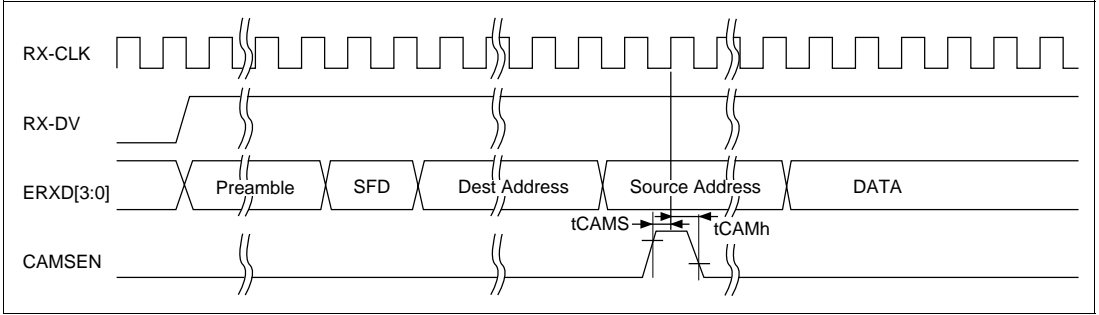 RX-CLK
RX-DV
ERXD[3:0]
Preamble
SFD
Dest Address
Source Address
DATA
tCAMS
tCAMh
CAMSEN